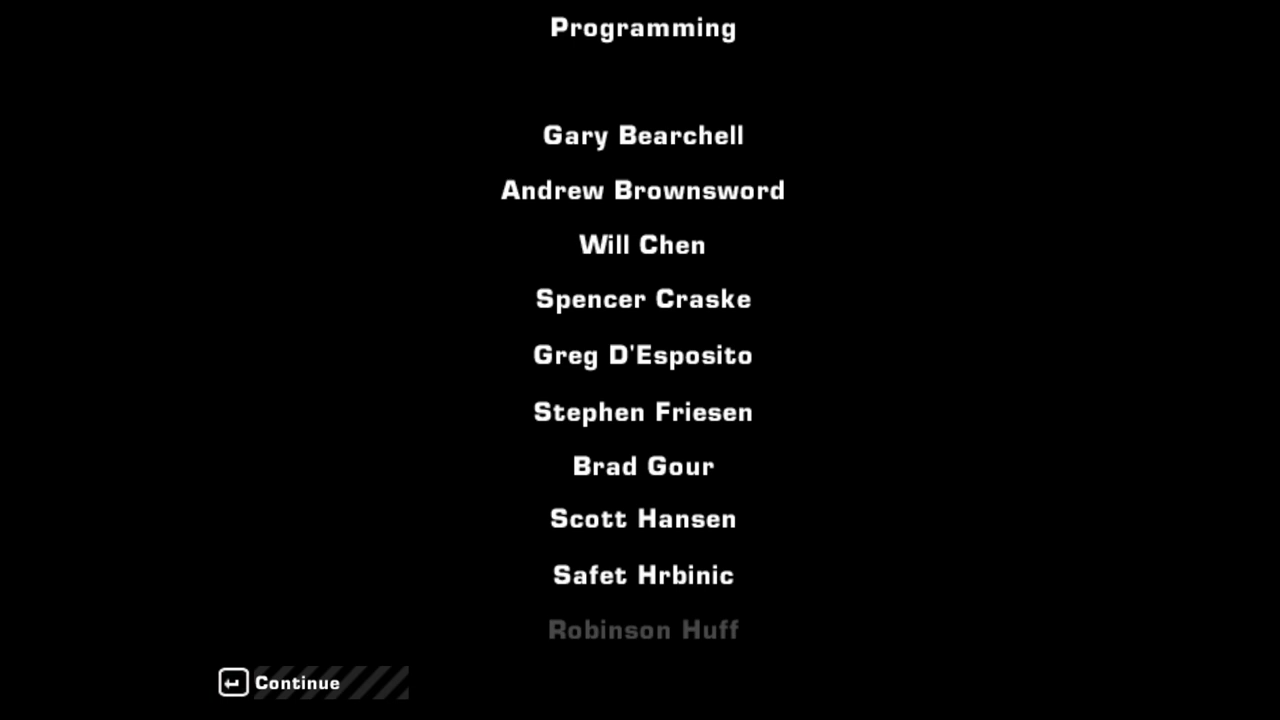 Programming
Gary Bearchell
Andrew Brownsword
Will Chen
Spencer Craske
Greg D'Esposito
Stephen Friesen
Brad Gour
Scott Hansen
Safet Hrbinic
Robinson Huff
Continue